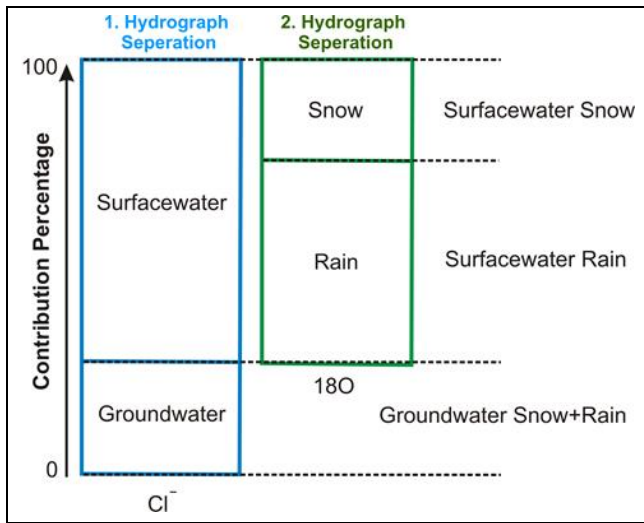 1. Hydrograph
Seperation
2. Hydrograph
Seperation
100
Contribution Percentage
0
Surfacewater
Groundwater
Cl⁻
Snow
Rain
18O
Surfacewater Snow
Surfacewater Rain
Groundwater Snow+Rain